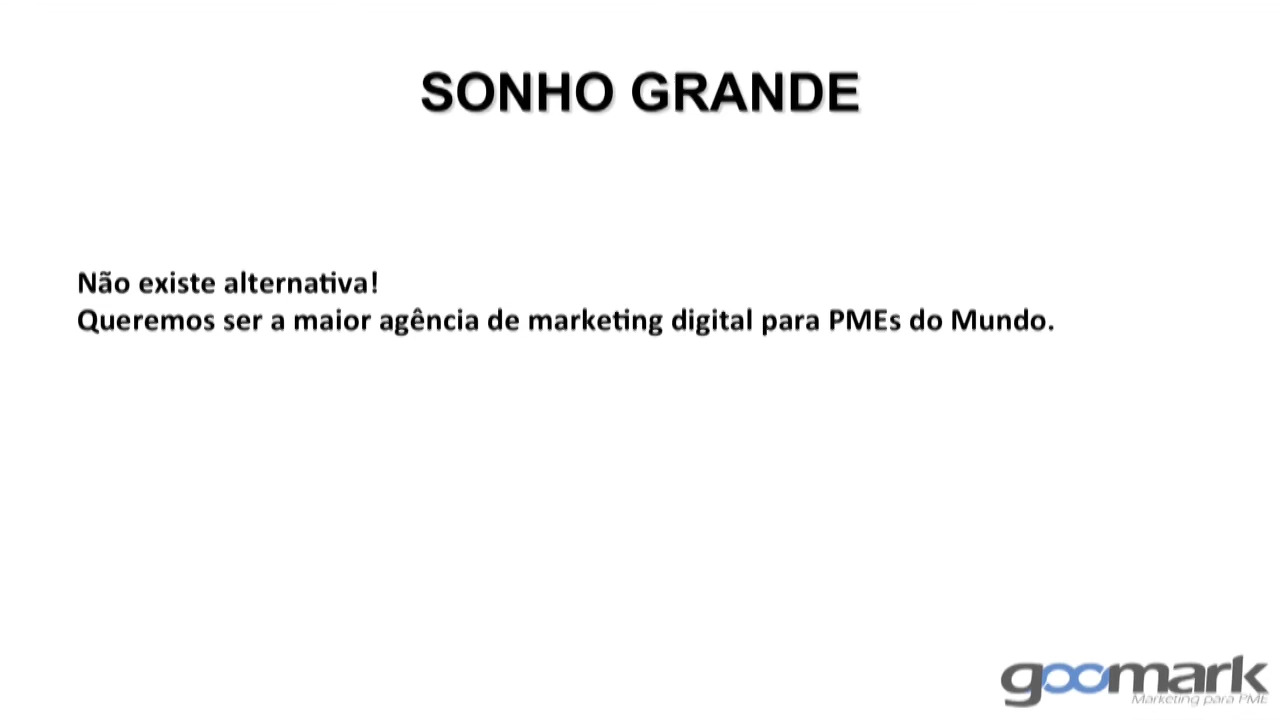 SONHO GRANDE
Não existe alternativa!
Queremos ser a maior agência de marketing digital para PMEs do Mundo.
goomark
Marketing para PME